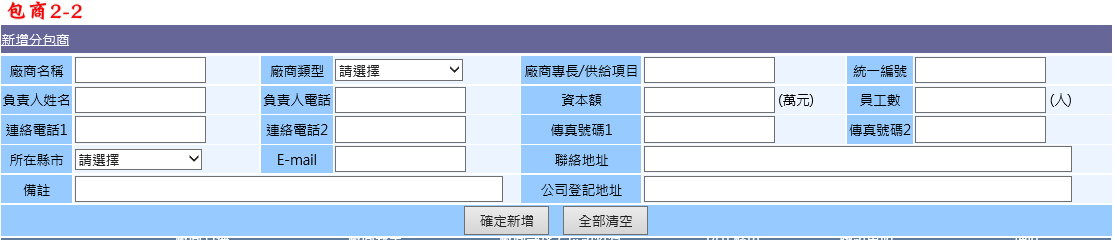 包商2-2
新增分包商
廠商名稱 廠商類型 請選擇 廠商專長/供給項目 統一編號
負責人姓名 負責人電話 資本額 (萬元) 員工數 (人)
連絡電話1 連絡電話2 傳真號碼1 傳真號碼2
所在縣市 請選擇 E-mail 聯絡地址
備註 公司登記地址
確定新增 全部清空